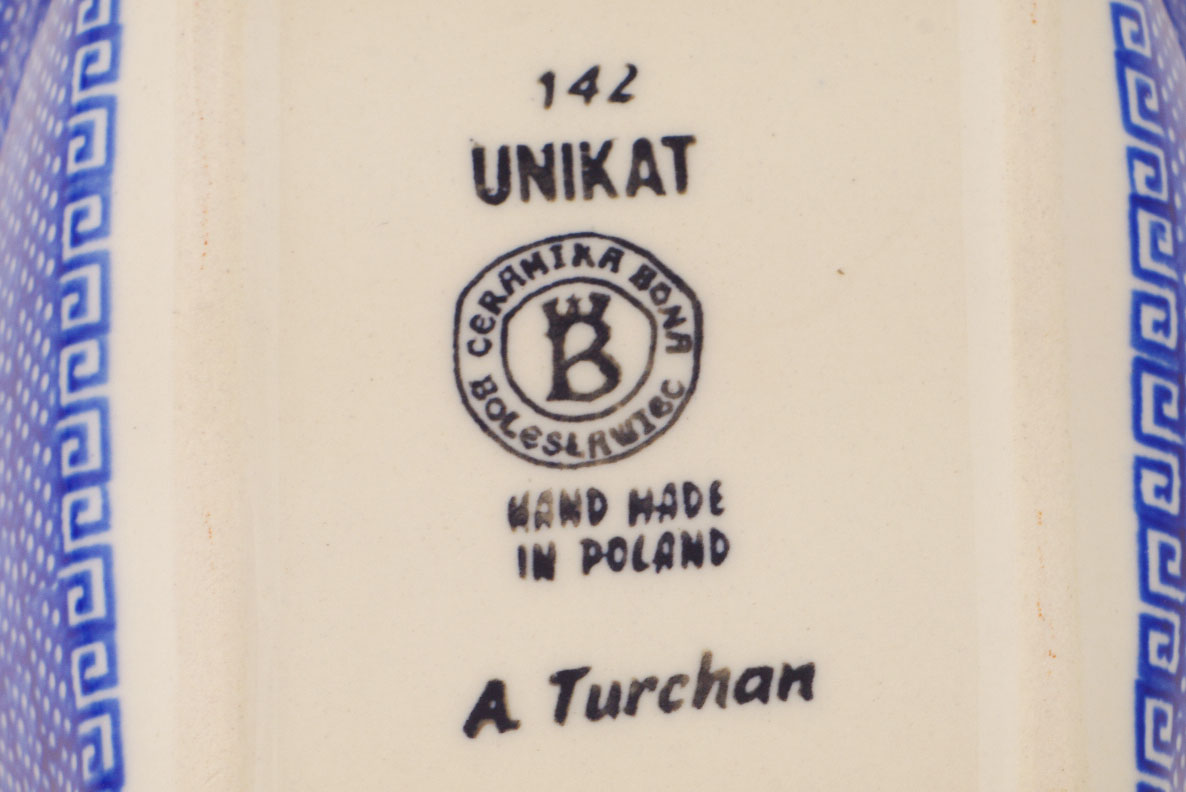 142
UNIKAT
CERAMIKA BONA
B
BOLESŁAWIEC
HAND MADE
IN POLAND
A Turchan